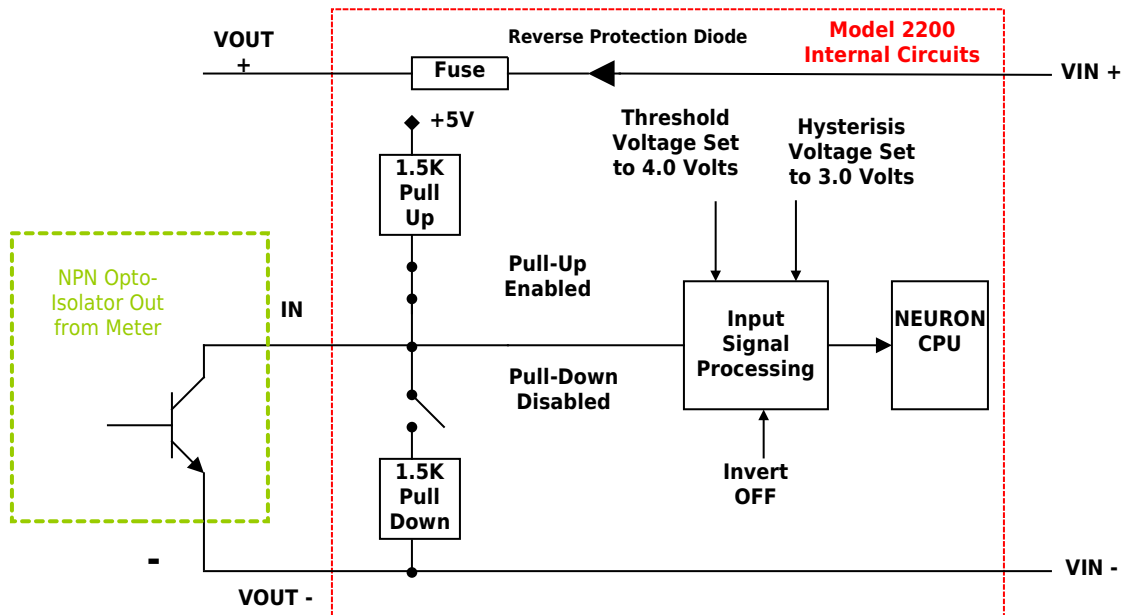 VOUT
+
Reverse Protection Diode
Model 2200
Internal Circuits
Fuse
VIN +
+5V
Threshold
Voltage Set
to 4.0 Volts
Hysterisis
Voltage Set
to 3.0 Volts
1.5K
Pull
Up
NPN Opto-
Isolator Out
from Meter
IN
Pull-Up
Enabled
Input
Signal
Processing
NEURON
CPU
Pull-Down
Disabled
1.5K
Pull
Down
Invert
OFF
-
VOUT -
VIN -